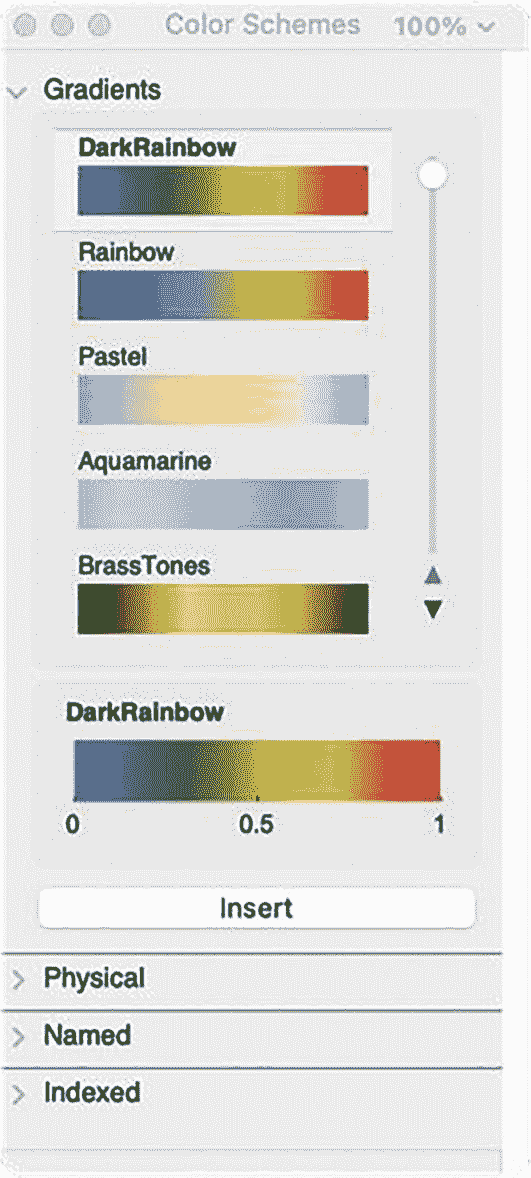 Color Schemes 100%
Gradients
DarkRainbow
Rainbow
Pastel
Aquamarine
BrassTones
DarkRainbow
0 0.5 1
Insert
Physical
Named
Indexed